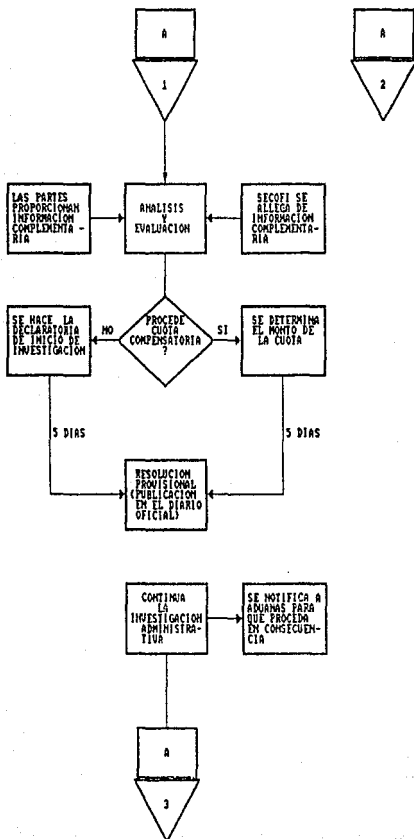 A
1
A
2
LAS PARTES
PROPORCIONAN
INFORMACION
COMPLEMENTA -
RIA
ANALISIS
Y
EVALUACION
SECOFI SE
ALLEGA DE
INFORMACION
COMPLEMENTA-
RIA
SE HACE LA
DECLARATORIA
DE INICIO DE
INVESTIGACION
NO
PROCEDE
CUOTA
COMPENSATORIA
?
SI
SE DETERMINA
EL MONTO DE
LA CUOTA
5 DIAS
5 DIAS
RESOLUCION
PROVISIONAL
(PUBLICACION
EN EL DIARIO
OFICIAL)
CONTINUA
LA
INVESTIGACION
ADMINISTRA-
TIVA
SE NOTIFICA A
ADUANAS PARA
QUE PROCEDA
EN CONSECUEN-
CIA
A
3